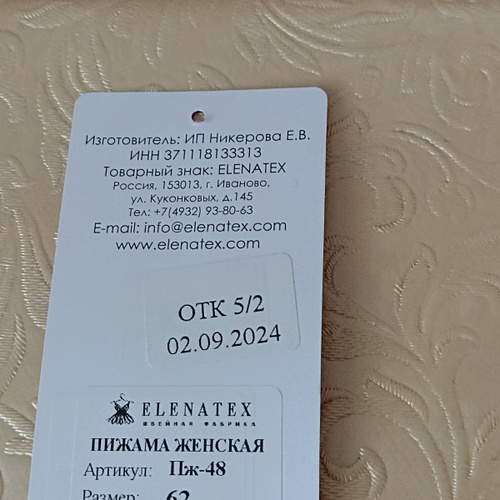 Изготовитель: ИП Никерова Е.В.
ИНН 371118133313
Товарный знак: ELENATEX
Россия, 153013, г. Иваново,
ул. Куконковых, д.145
Тел: +7(4932) 93-80-63
E-mail: info@elenatex.com
www.elenatex.com
ОТК 5/2
02.09.2024
ELENATEX
ШВЕЙНАЯ ФАБРИКА
ПИЖАМА ЖЕНСКАЯ
Артикул: Пж-48
Размер: 62